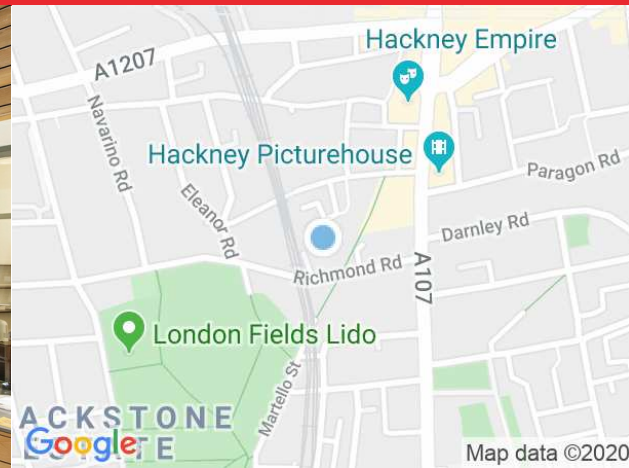 Hackney Empire
A1207
Navarino Rd
Hackney Picturehouse
Paragon Rd
Eleanor Rd
Darnley Rd
Richmond Rd
A107
London Fields Lido
Martello St
ACKSTONE
Google
TE
Map data ©2020